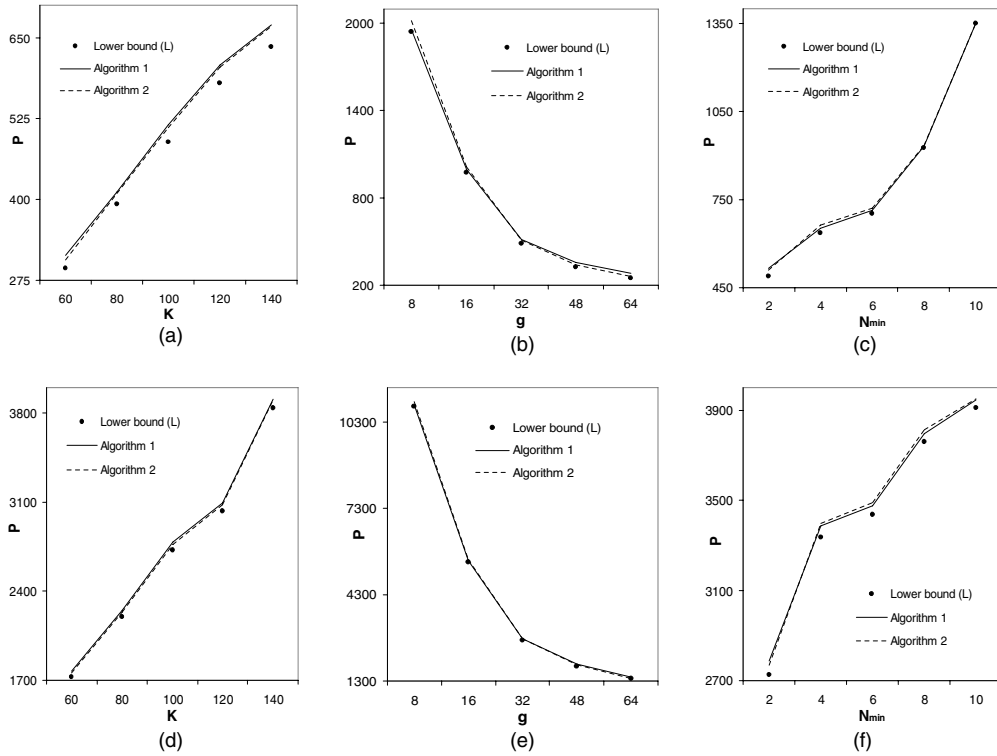 650
525
400
275
P
Lower bound (L)
Algorithm 1
Algorithm 2
60 80 100 120 140
K
(a)
2000
1400
800
200
P
Lower bound (L)
Algorithm 1
Algorithm 2
8 16 32 48 64
g
(b)
1350
1050
750
450
P
Lower bound (L)
Algorithm 1
Algorithm 2
2 4 6 8 10
Nmin
(c)
3800
3100
2400
1700
P
Lower bound (L)
Algorithm 1
Algorithm 2
60 80 100 120 140
K
(d)
10300
7300
4300
1300
P
Lower bound (L)
Algorithm 1
Algorithm 2
8 16 32 48 64
g
(e)
3900
3500
3100
2700
P
Lower bound (L)
Algorithm 1
Algorithm 2
2 4 6 8 10
Nmin
(f)